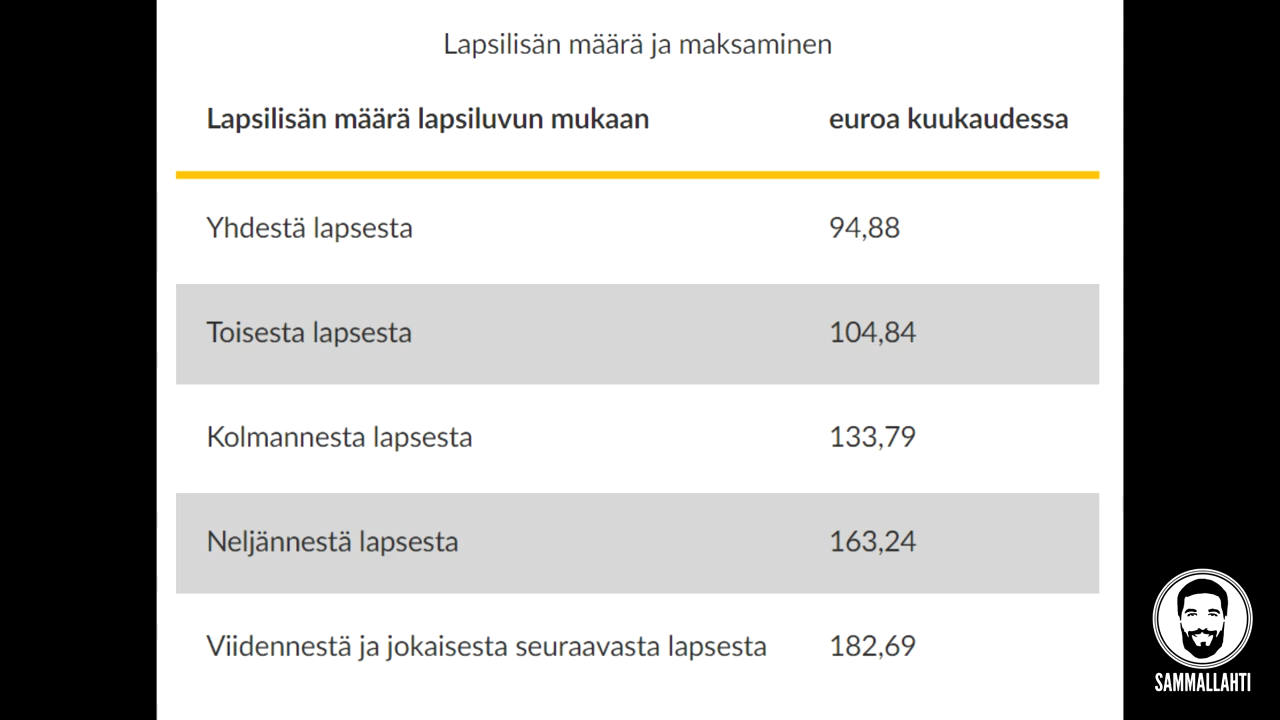 Lapsilisän määrä ja maksaminen
Lapsilisän määrä lapsiluvun mukaan euroa kuukaudessa
Yhdestä lapsesta 94,88
Toisesta lapsesta 104,84
Kolmannesta lapsesta 133,79
Neljännestä lapsesta 163,24
Viidennestä ja jokaisesta seuraavasta lapsesta 182,69
SAMMALLAHTI